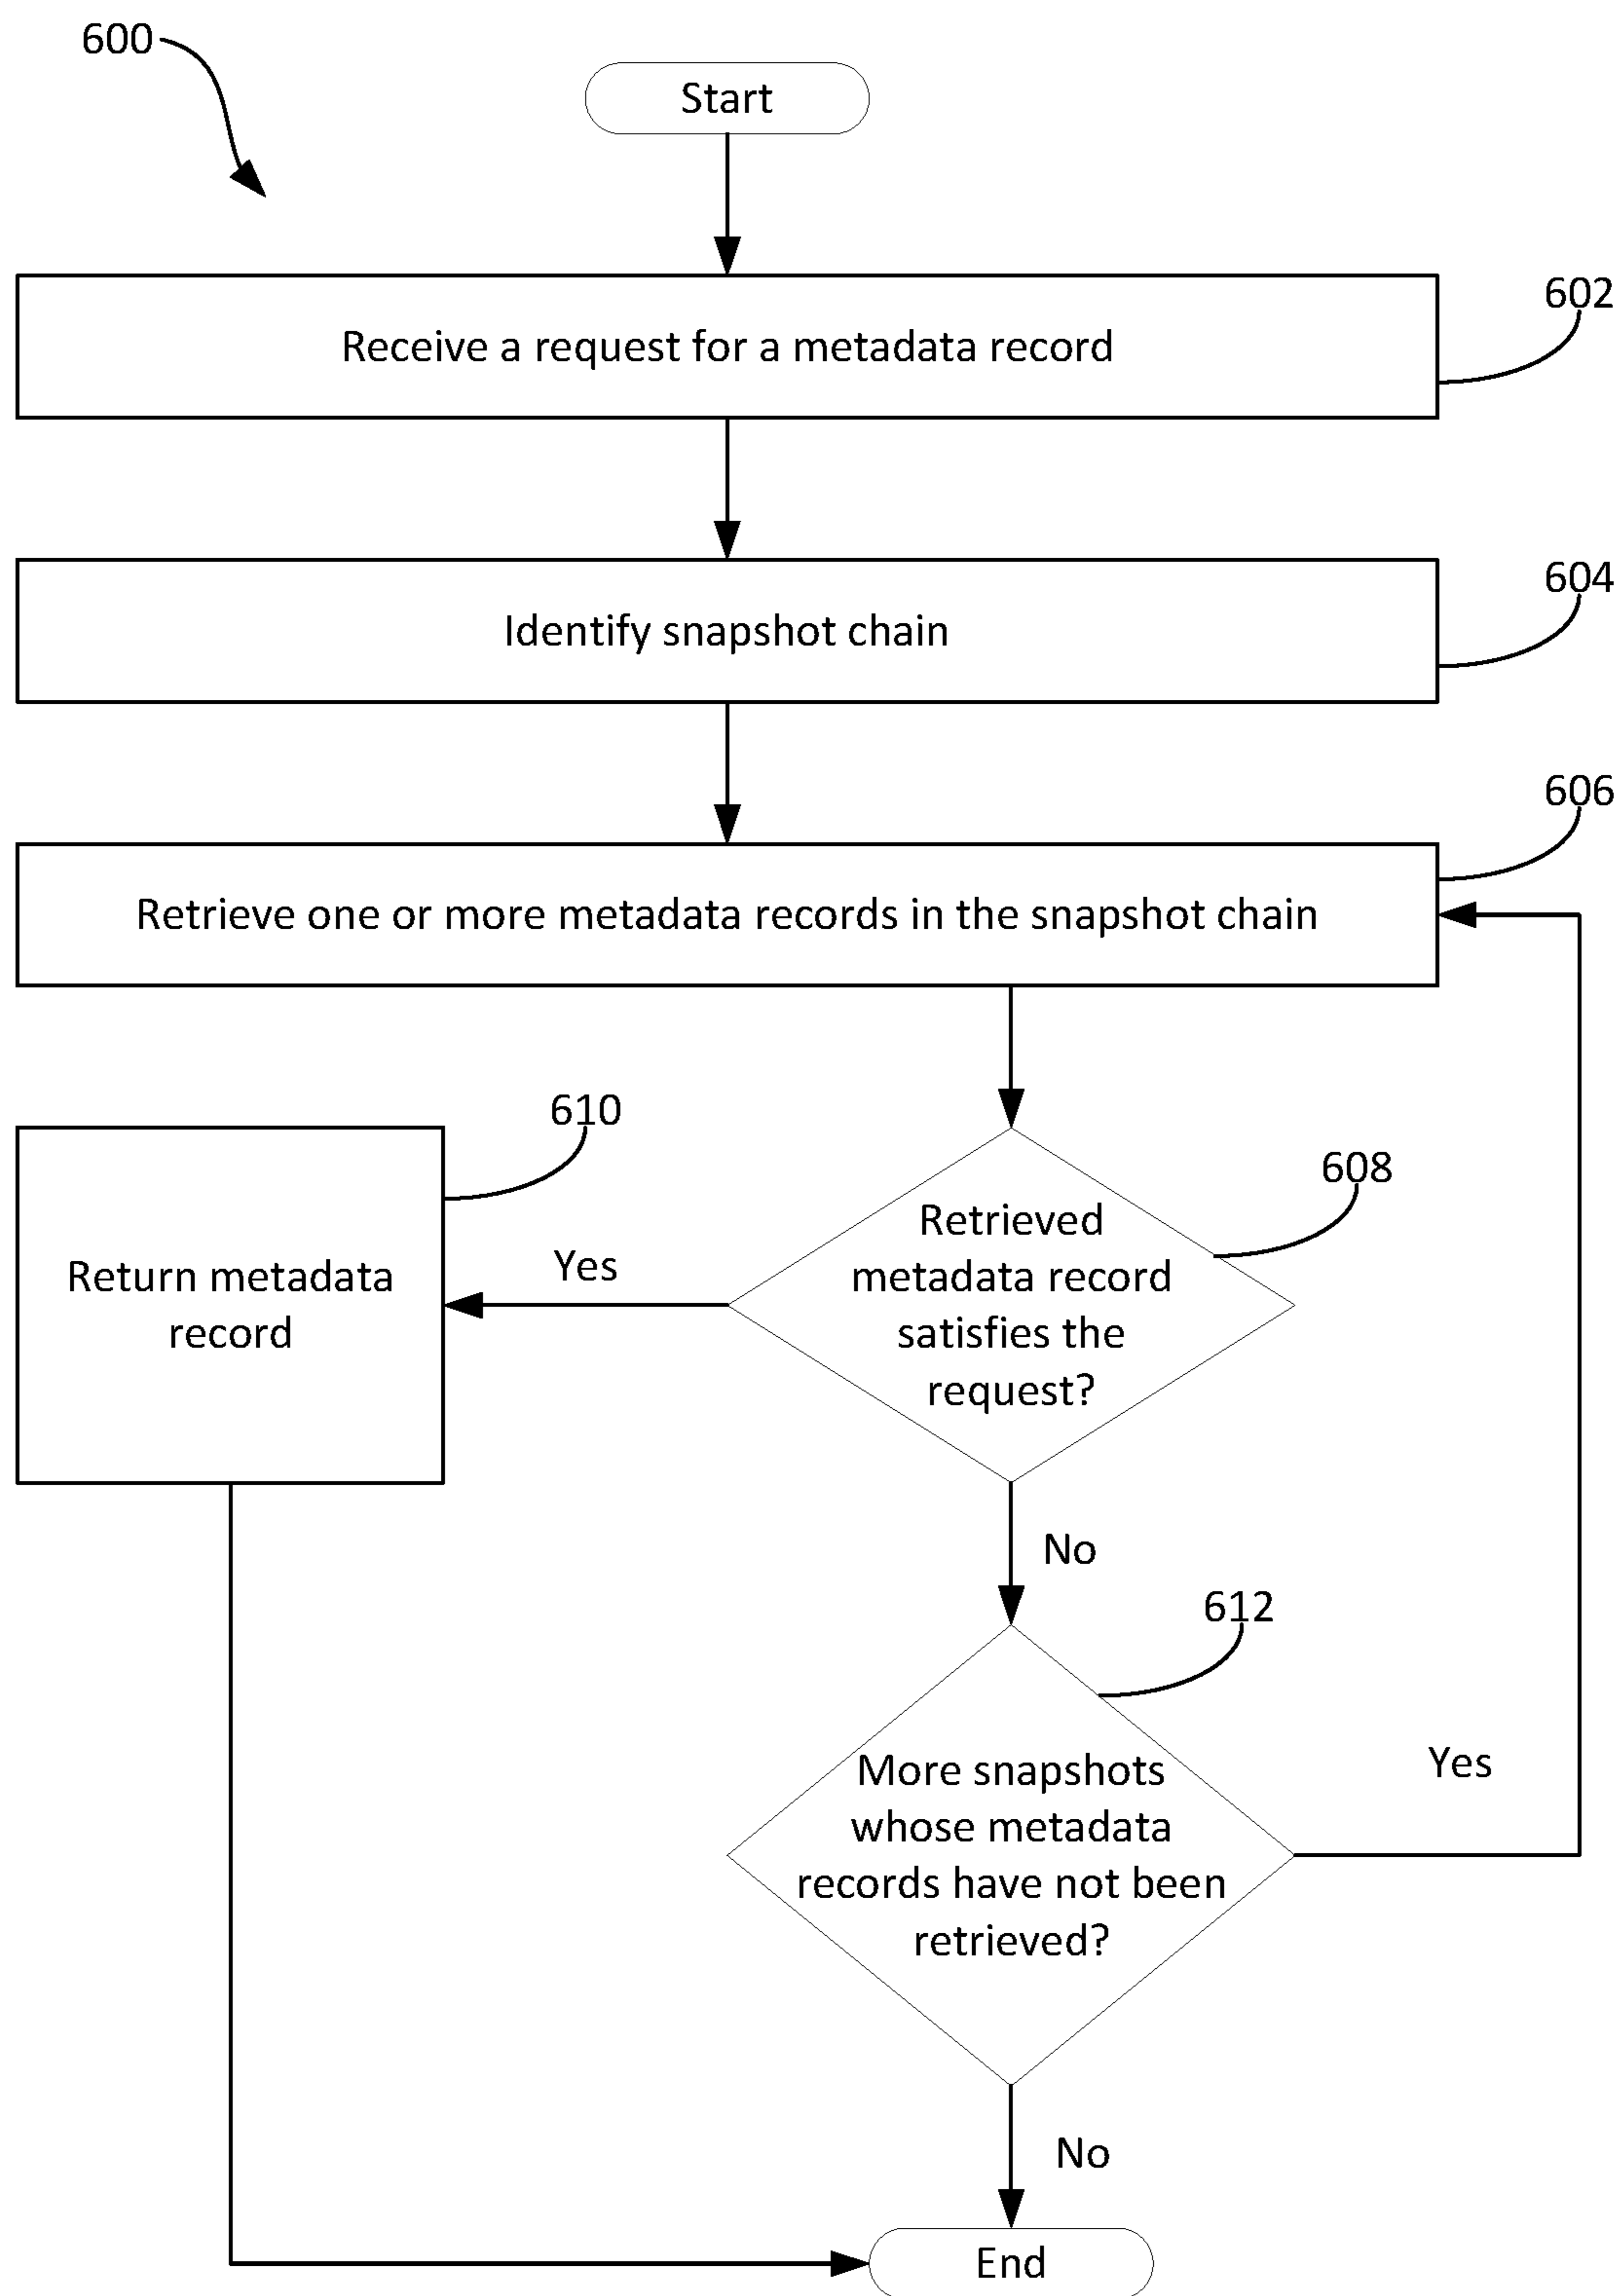 600
Start
602
Receive a request for a metadata record
604
Identify snapshot chain
606
Retrieve one or more metadata records in the snapshot chain
610
608
Return metadata
record
Yes
Retrieved
metadata record
satisfies the
request?
No
612
More snapshots
whose metadata
records have not been
retrieved?
Yes
No
End